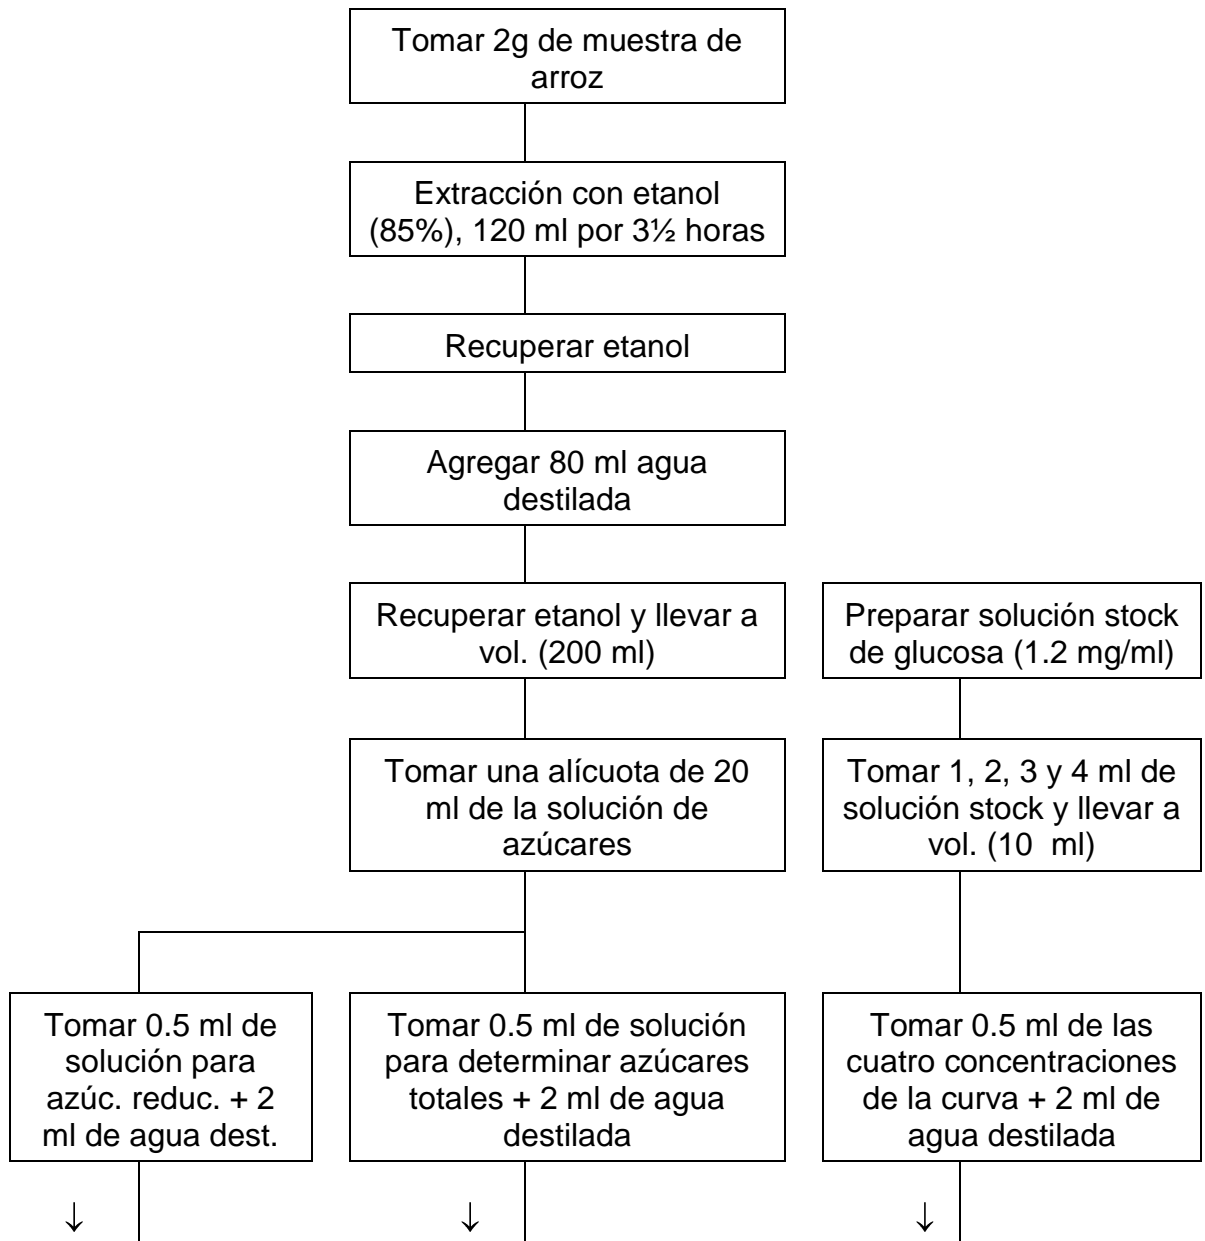 Tomar 2g de muestra de
arroz
Extracción con etanol
(85%), 120 ml por 3½ horas
Recuperar etanol
Agregar 80 ml agua
destilada
Recuperar etanol y llevar a
vol. (200 ml)
Preparar solución stock
de glucosa (1.2 mg/ml)
Tomar una alícuota de 20
ml de la solución de
azúcares
Tomar 1, 2, 3 y 4 ml de
solución stock y llevar a
vol. (10 ml)
Tomar 0.5 ml de
solución para
azúc. reduc. + 2
ml de agua dest.
Tomar 0.5 ml de solución
para determinar azúcares
totales + 2 ml de agua
destilada
Tomar 0.5 ml de las
cuatro concentraciones
de la curva + 2 ml de
agua destilada
↓ ↓ ↓